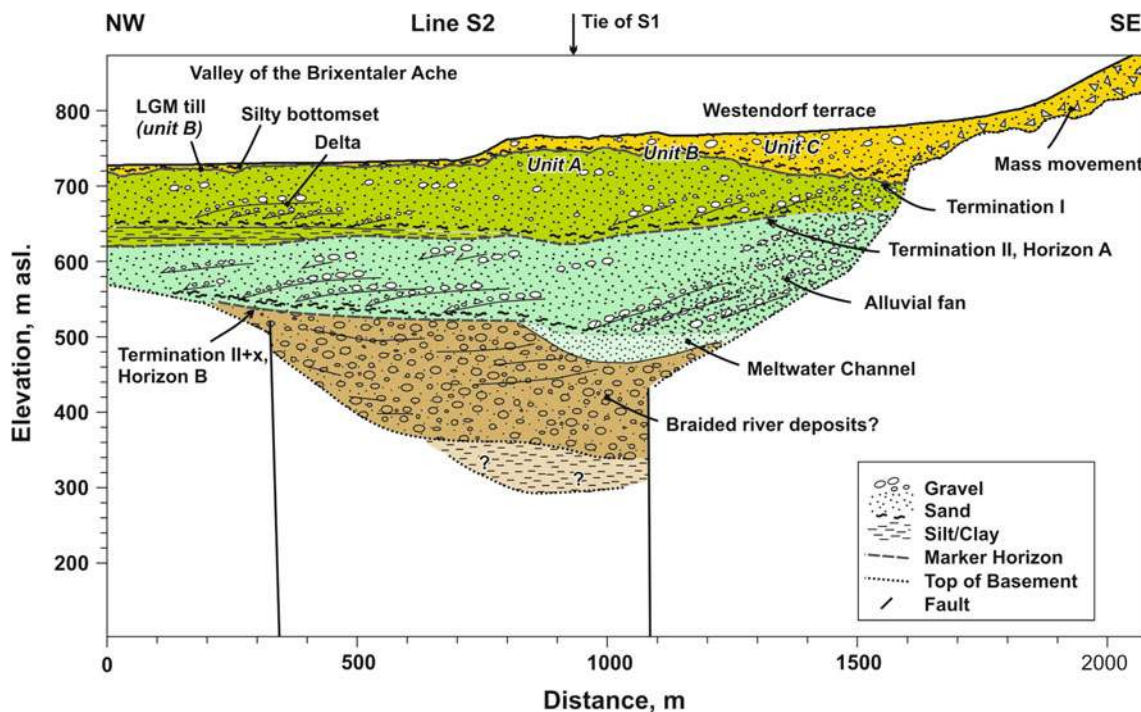 NW
Line S2
Tie of S1
SE
Valley of the Brixentaler Ache
LGM till
(unit B)
Silty bottomset
Delta
Westendorf terrace
Unit A
Unit B
Unit C
Mass movement
Termination I
Termination II, Horizon A
Alluvial fan
Termination II+x,
Horizon B
Meltwater Channel
Braided river deposits?
?
?
Elevation, m asl.
800
700
600
500
400
300
200
Gravel
Sand
Silt/Clay
Marker Horizon
Top of Basement
Fault
0
500
1000
1500
2000
Distance, m